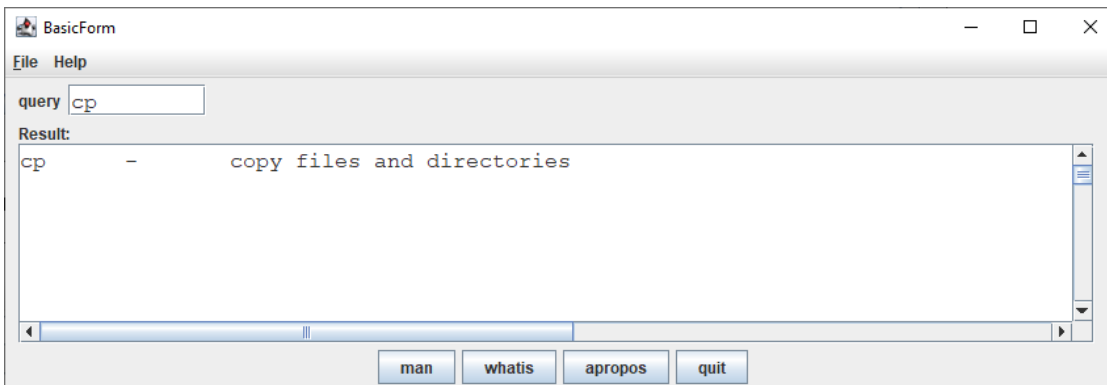 BasicForm
File Help
query cp
Result:
cp - copy files and directories
man whatis apropos quit